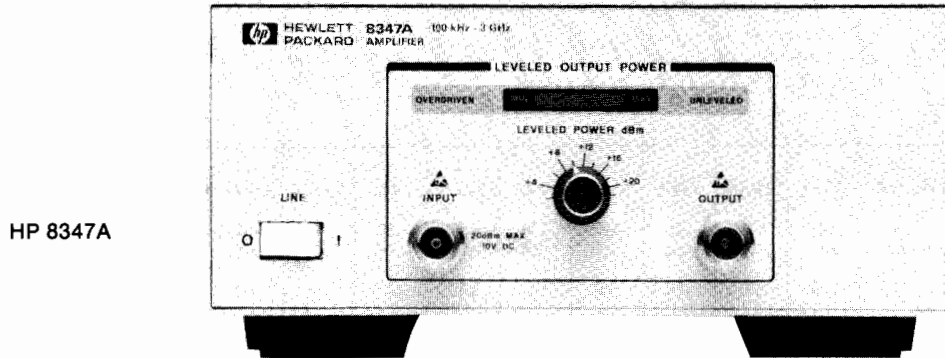 HP 8347A
hp HEWLETT PACKARD 8347A AMPLIFIER 100 kHz - 3 GHz
LEVELED OUTPUT POWER
OVERDRIVEN
UNLEVELED
LEVELED POWER dBm
+4 +8 +12 +16 +20
LINE
O I
INPUT
20dBm MAX
10V DC
OUTPUT